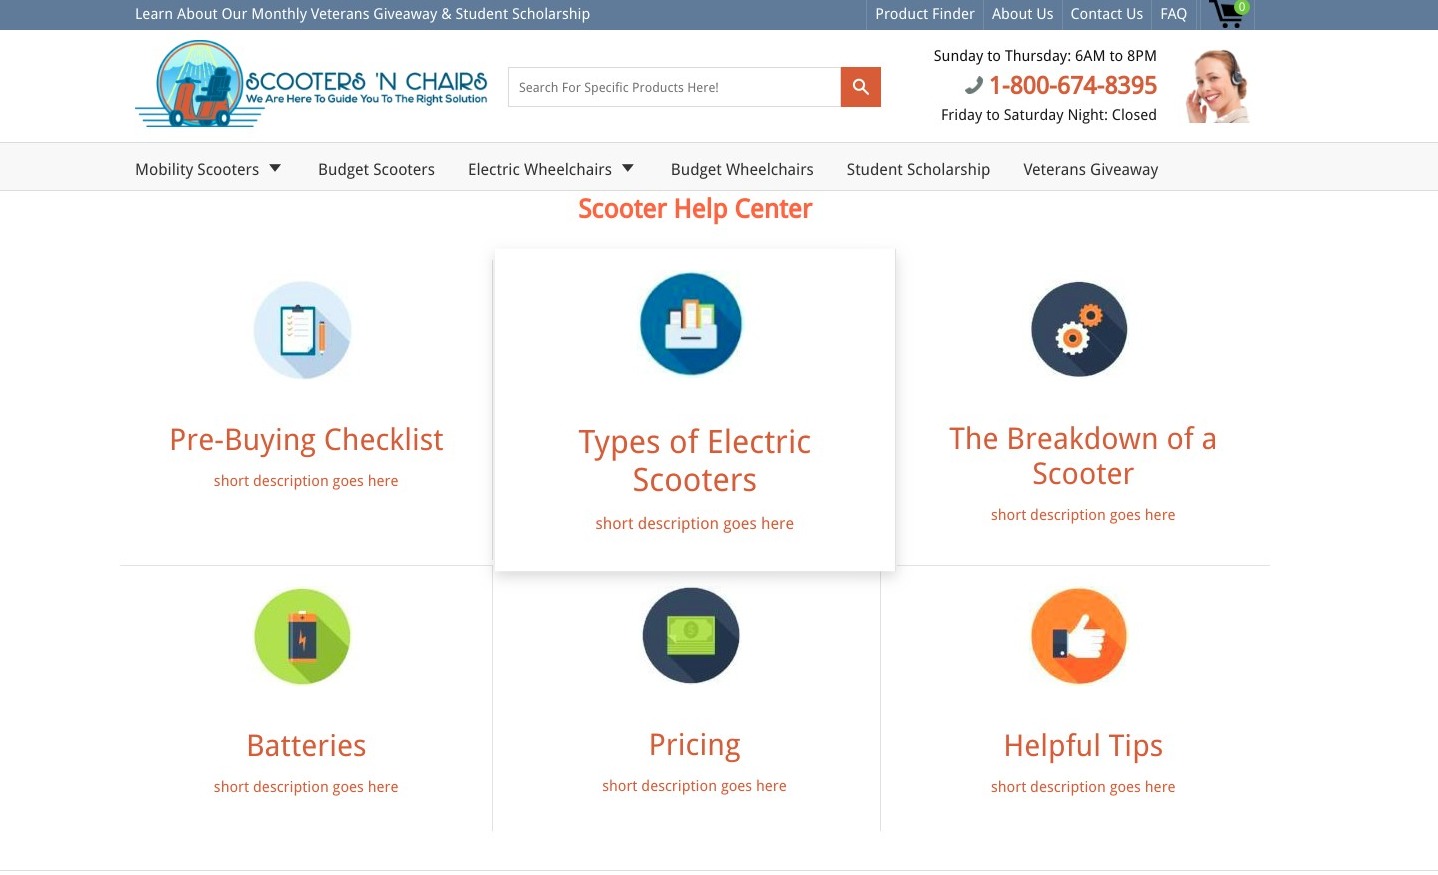 Learn About Our Monthly Veterans Giveaway & Student Scholarship
Product Finder
About Us
Contact Us
FAQ
0
SCOOTERS 'N CHAIRS
We Are Here To Guide You To The Right Solution
Search For Specific Products Here!
Sunday to Thursday: 6AM to 8PM
1-800-674-8395
Friday to Saturday Night: Closed
Mobility Scooters
Budget Scooters
Electric Wheelchairs
Budget Wheelchairs
Student Scholarship
Veterans Giveaway
Scooter Help Center
Pre-Buying Checklist
short description goes here
Types of Electric
Scooters
short description goes here
The Breakdown of a
Scooter
short description goes here
Batteries
short description goes here
Pricing
short description goes here
Helpful Tips
short description goes here